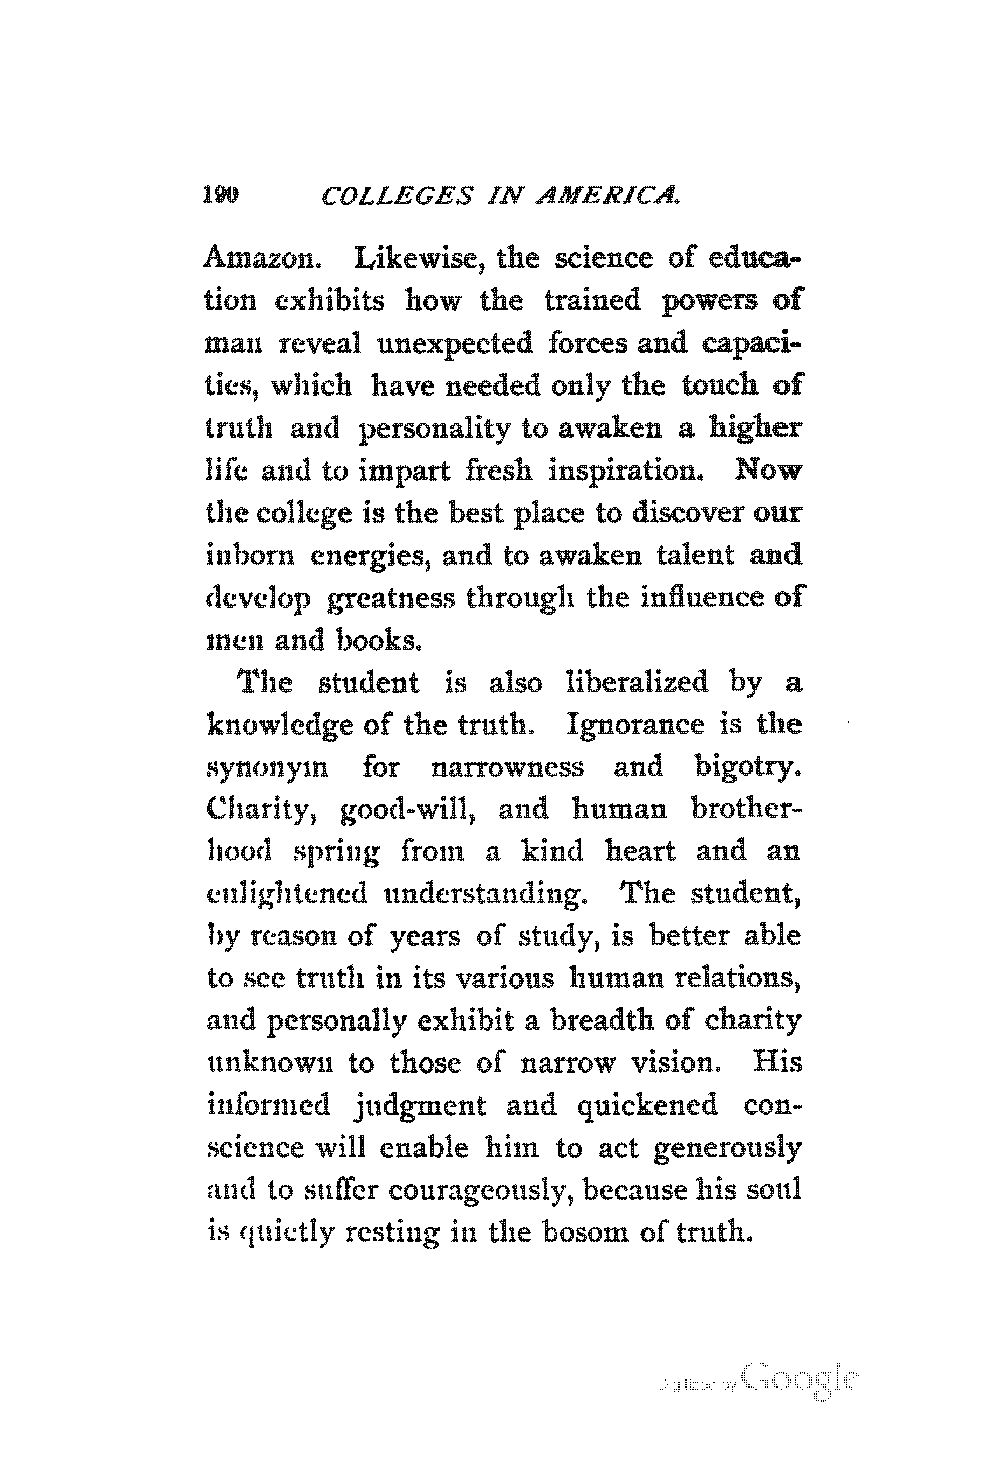 190 COLLEGES IN AMERICA.
Amazon. Likewise, the science of educa-
tion exhibits how the trained powers of
man reveal unexpected forces and capaci-
ties, which have needed only the touch of
truth and personality to awaken a higher
life and to impart fresh inspiration. Now
the college is the best place to discover our
inborn energies, and to awaken talent and
develop greatness through the influence of
men and books.
The student is also liberalized by a
knowledge of the truth. Ignorance is the
synonym for narrowness and bigotry.
Charity, good-will, and human brother-
hood spring from a kind heart and an
enlightened understanding. The student,
by reason of years of study, is better able
to see truth in its various human relations,
and personally exhibit a breadth of charity
unknown to those of narrow vision. His
informed judgment and quickened con-
science will enable him to act generously
and to suffer courageously, because his soul
is quietly resting in the bosom of truth.
Digitized by Google